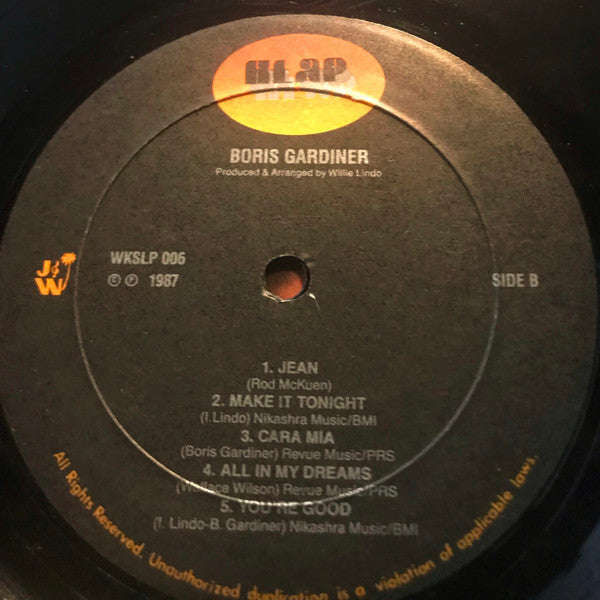 KLAP
BORIS GARDINER
Produced & Arranged by Willie Lindo
J&W
WKSLP 006
© ℗ 1987
SIDE B
1. JEAN
(Rod McKuen)
2. MAKE IT TONIGHT
(I.Lindo) Nikashra Music/BMI
3. CARA MIA
(Boris Gardiner) Revue Music/PRS
4. ALL IN MY DREAMS
(Wallace Wilson) Revue Music/PRS
5. YOU'RE GOOD
(I. Lindo-B. Gardiner) Nikashra Music/BMI
All Rights Reserved. Unauthorized duplication is a violation of applicable laws.